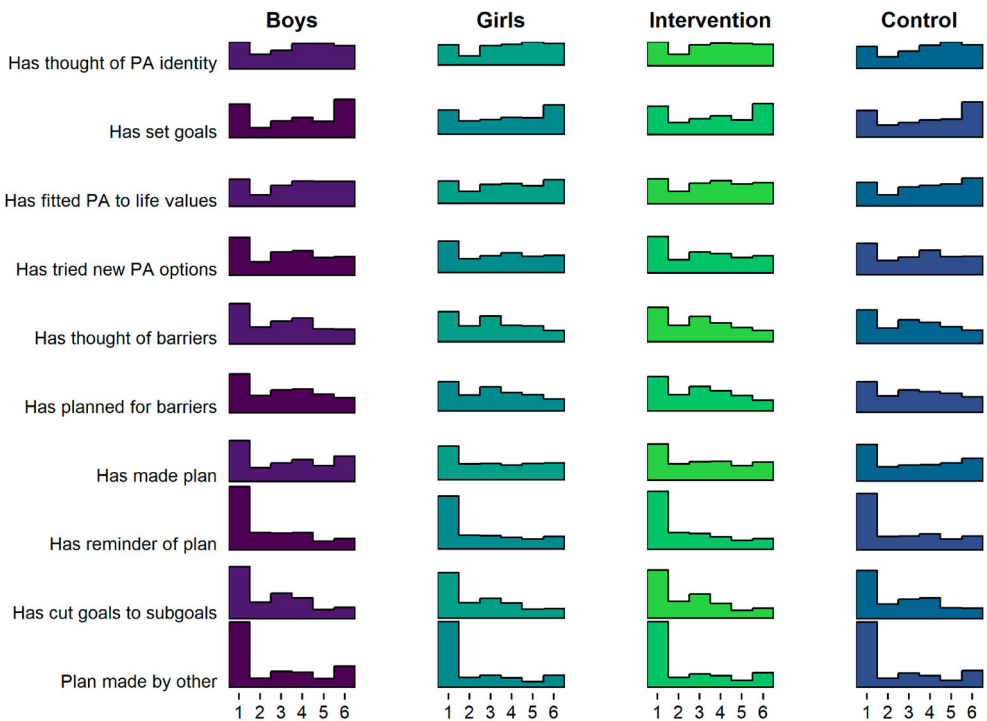 Boys Girls Intervention Control
Has thought of PA identity
Has set goals
Has fitted PA to life values
Has tried new PA options
Has thought of barriers
Has planned for barriers
Has made plan
Has reminder of plan
Has cut goals to subgoals
Plan made by other
1 2 3 4 5 6 1 2 3 4 5 6 1 2 3 4 5 6 1 2 3 4 5 6